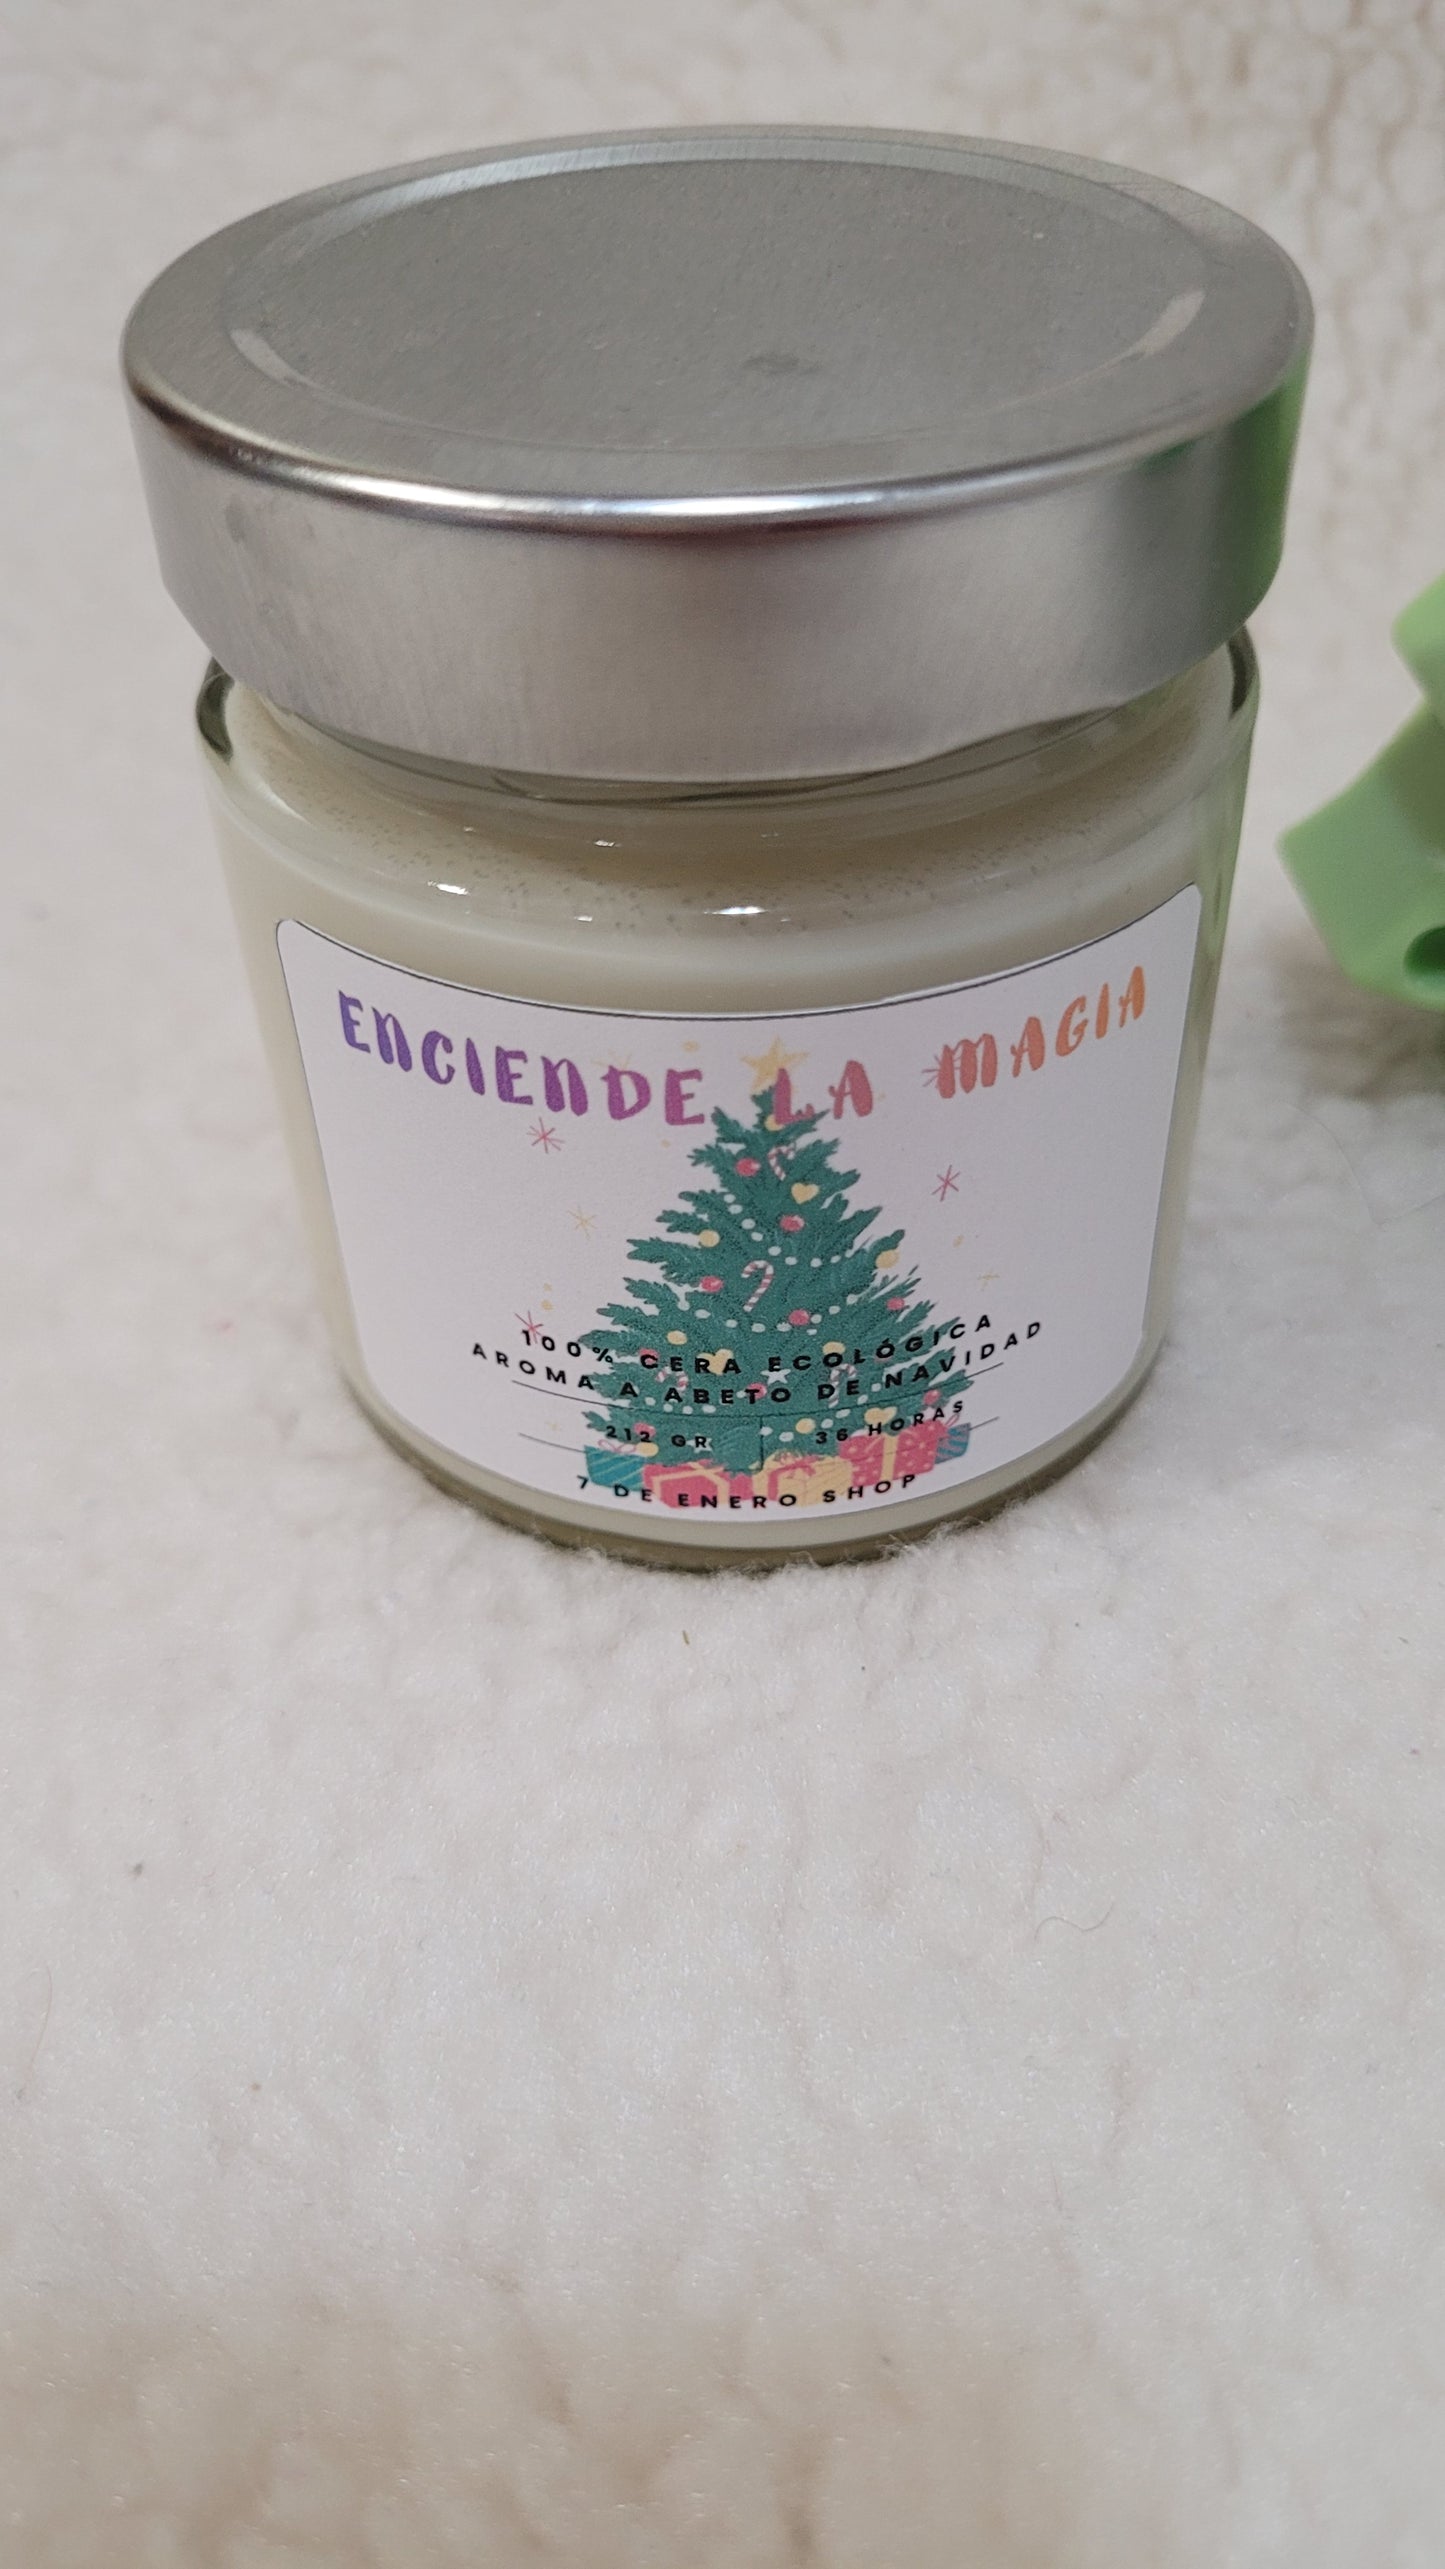 ENCIENDE LA MAGIA
100% CERA ECOLÓGICA
AROMA A ABETO DE NAVIDAD
212 GR 36 HORAS
7 DE ENERO SHOP